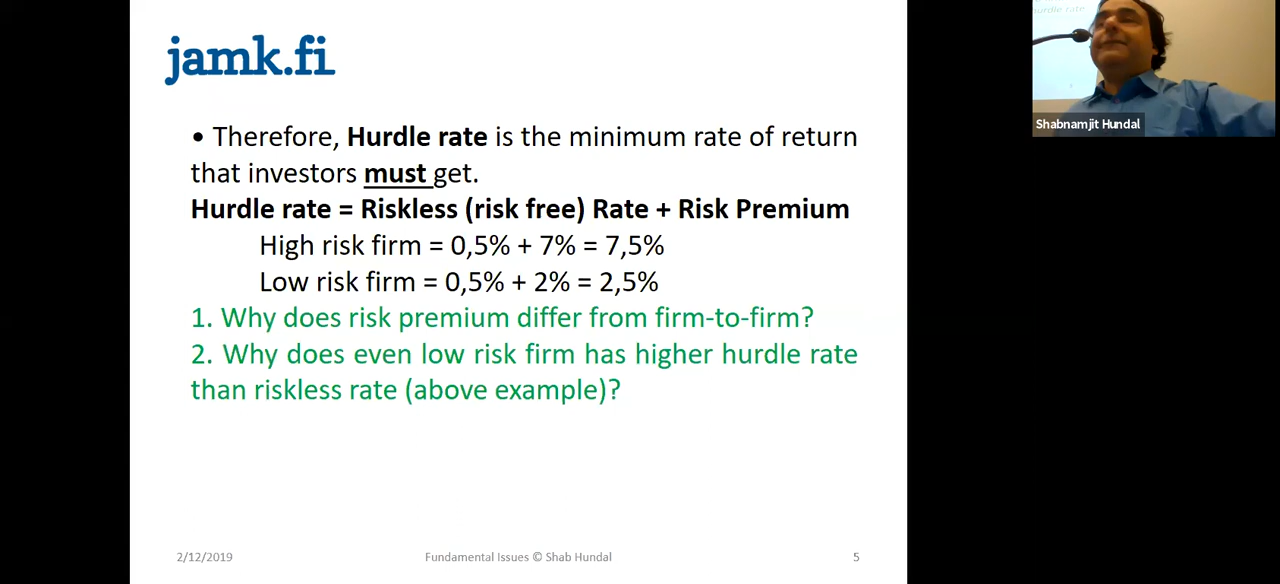 jamk.fi
• Therefore, Hurdle rate is the minimum rate of return
that investors must get.
Hurdle rate = Riskless (risk free) Rate + Risk Premium
High risk firm = 0,5% + 7% = 7,5%
Low risk firm = 0,5% + 2% = 2,5%
1. Why does risk premium differ from firm-to-firm?
2. Why does even low risk firm has higher hurdle rate
than riskless rate (above example)?
2/12/2019
Fundamental Issues © Shab Hundal
5
hurdle rate
Shabnamjit Hundal